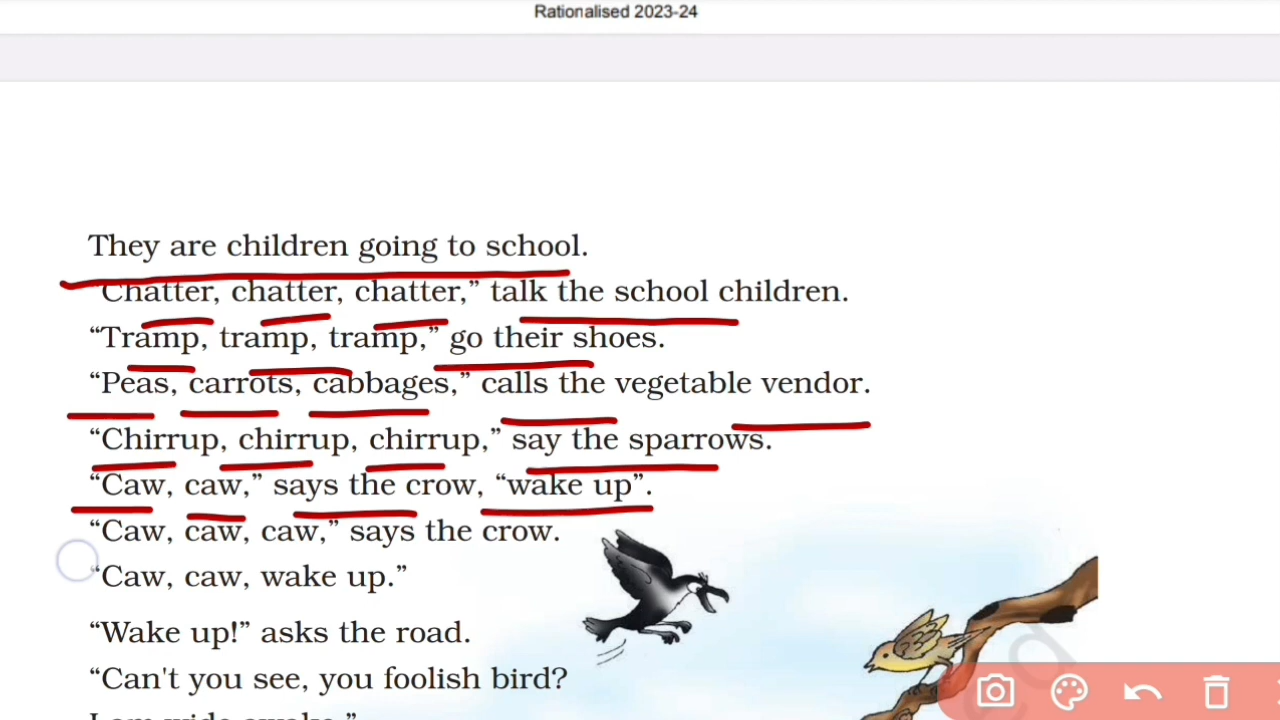 Rationalised 2023-24
They are children going to school.
Chatter, chatter, chatter,” talk the school children.
“Tramp, tramp, tramp,” go their shoes.
“Peas, carrots, cabbages,” calls the vegetable vendor.
“Chirrup, chirrup, chirrup,” say the sparrows.
“Caw, caw,” says the crow, “wake up”.
“Caw, caw, caw,” says the crow.
“Caw, caw, wake up.”
“Wake up!” asks the road.
“Can't you see, you foolish bird?
I am wide awake.”